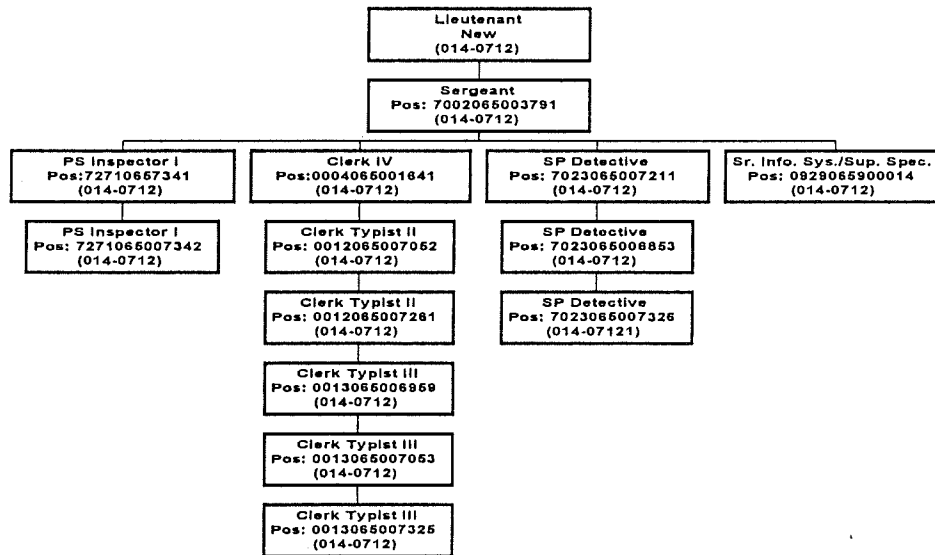 Lieutenant
New
(014-0712)
Sergeant
Pos: 7002065003791
(014-0712)
PS Inspector I
Pos:72710657341
(014-0712)
PS Inspector I
Pos: 7271065007342
(014-0712)
Clerk IV
Pos:0004065001641
(014-0712)
Clerk Typist II
Pos: 0012065007052
(014-0712)
Clerk Typist II
Pos: 0012065007261
(014-0712)
Clerk Typist III
Pos: 0013065006959
(014-0712)
Clerk Typist III
Pos: 0013065007053
(014-0712)
Clerk Typist III
Pos: 0013065007325
(014-0712)
SP Detective
Pos: 7023065007211
(014-0712)
SP Detective
Pos: 7023065006853
(014-0712)
SP Detective
Pos: 7023065007326
(014-07121)
Sr. Info. Sys./Sup. Spec.
Pos: 0929065900014
(014-0712)